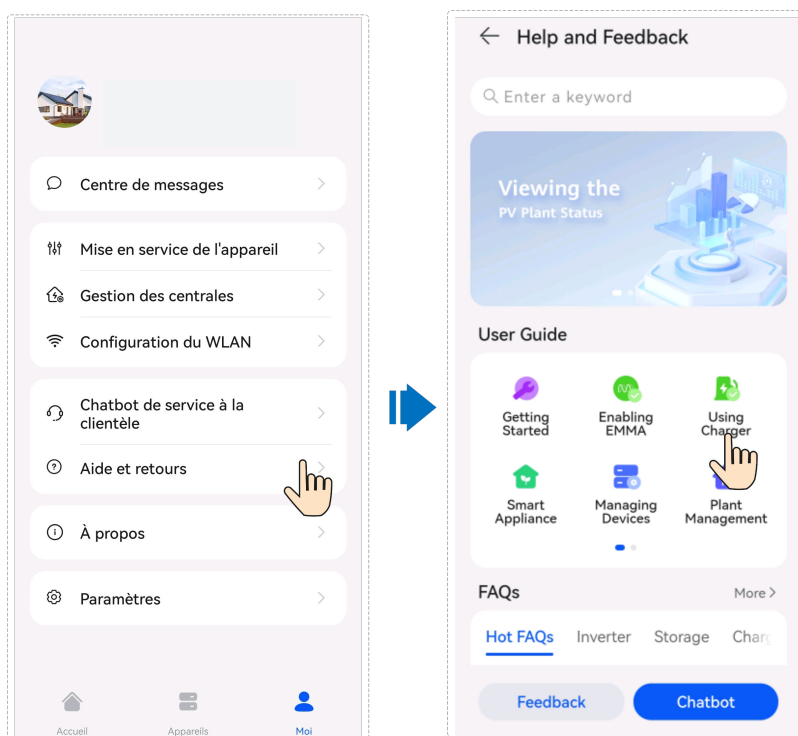 Centre de messages
Mise en service de l'appareil
Gestion des centrales
Configuration du WLAN
Chatbot de service à la
clientèle
Aide et retours
À propos
Paramètres
Accueil
Appareils
Moi
Help and Feedback
Enter a keyword
Viewing the
PV Plant Status
User Guide
Getting
Started
Enabling
EMMA
Using
Charger
Smart
Appliance
Managing
Devices
Plant
Management
FAQs
More
Hot FAQs
Inverter
Storage
Charg
Feedback
Chatbot